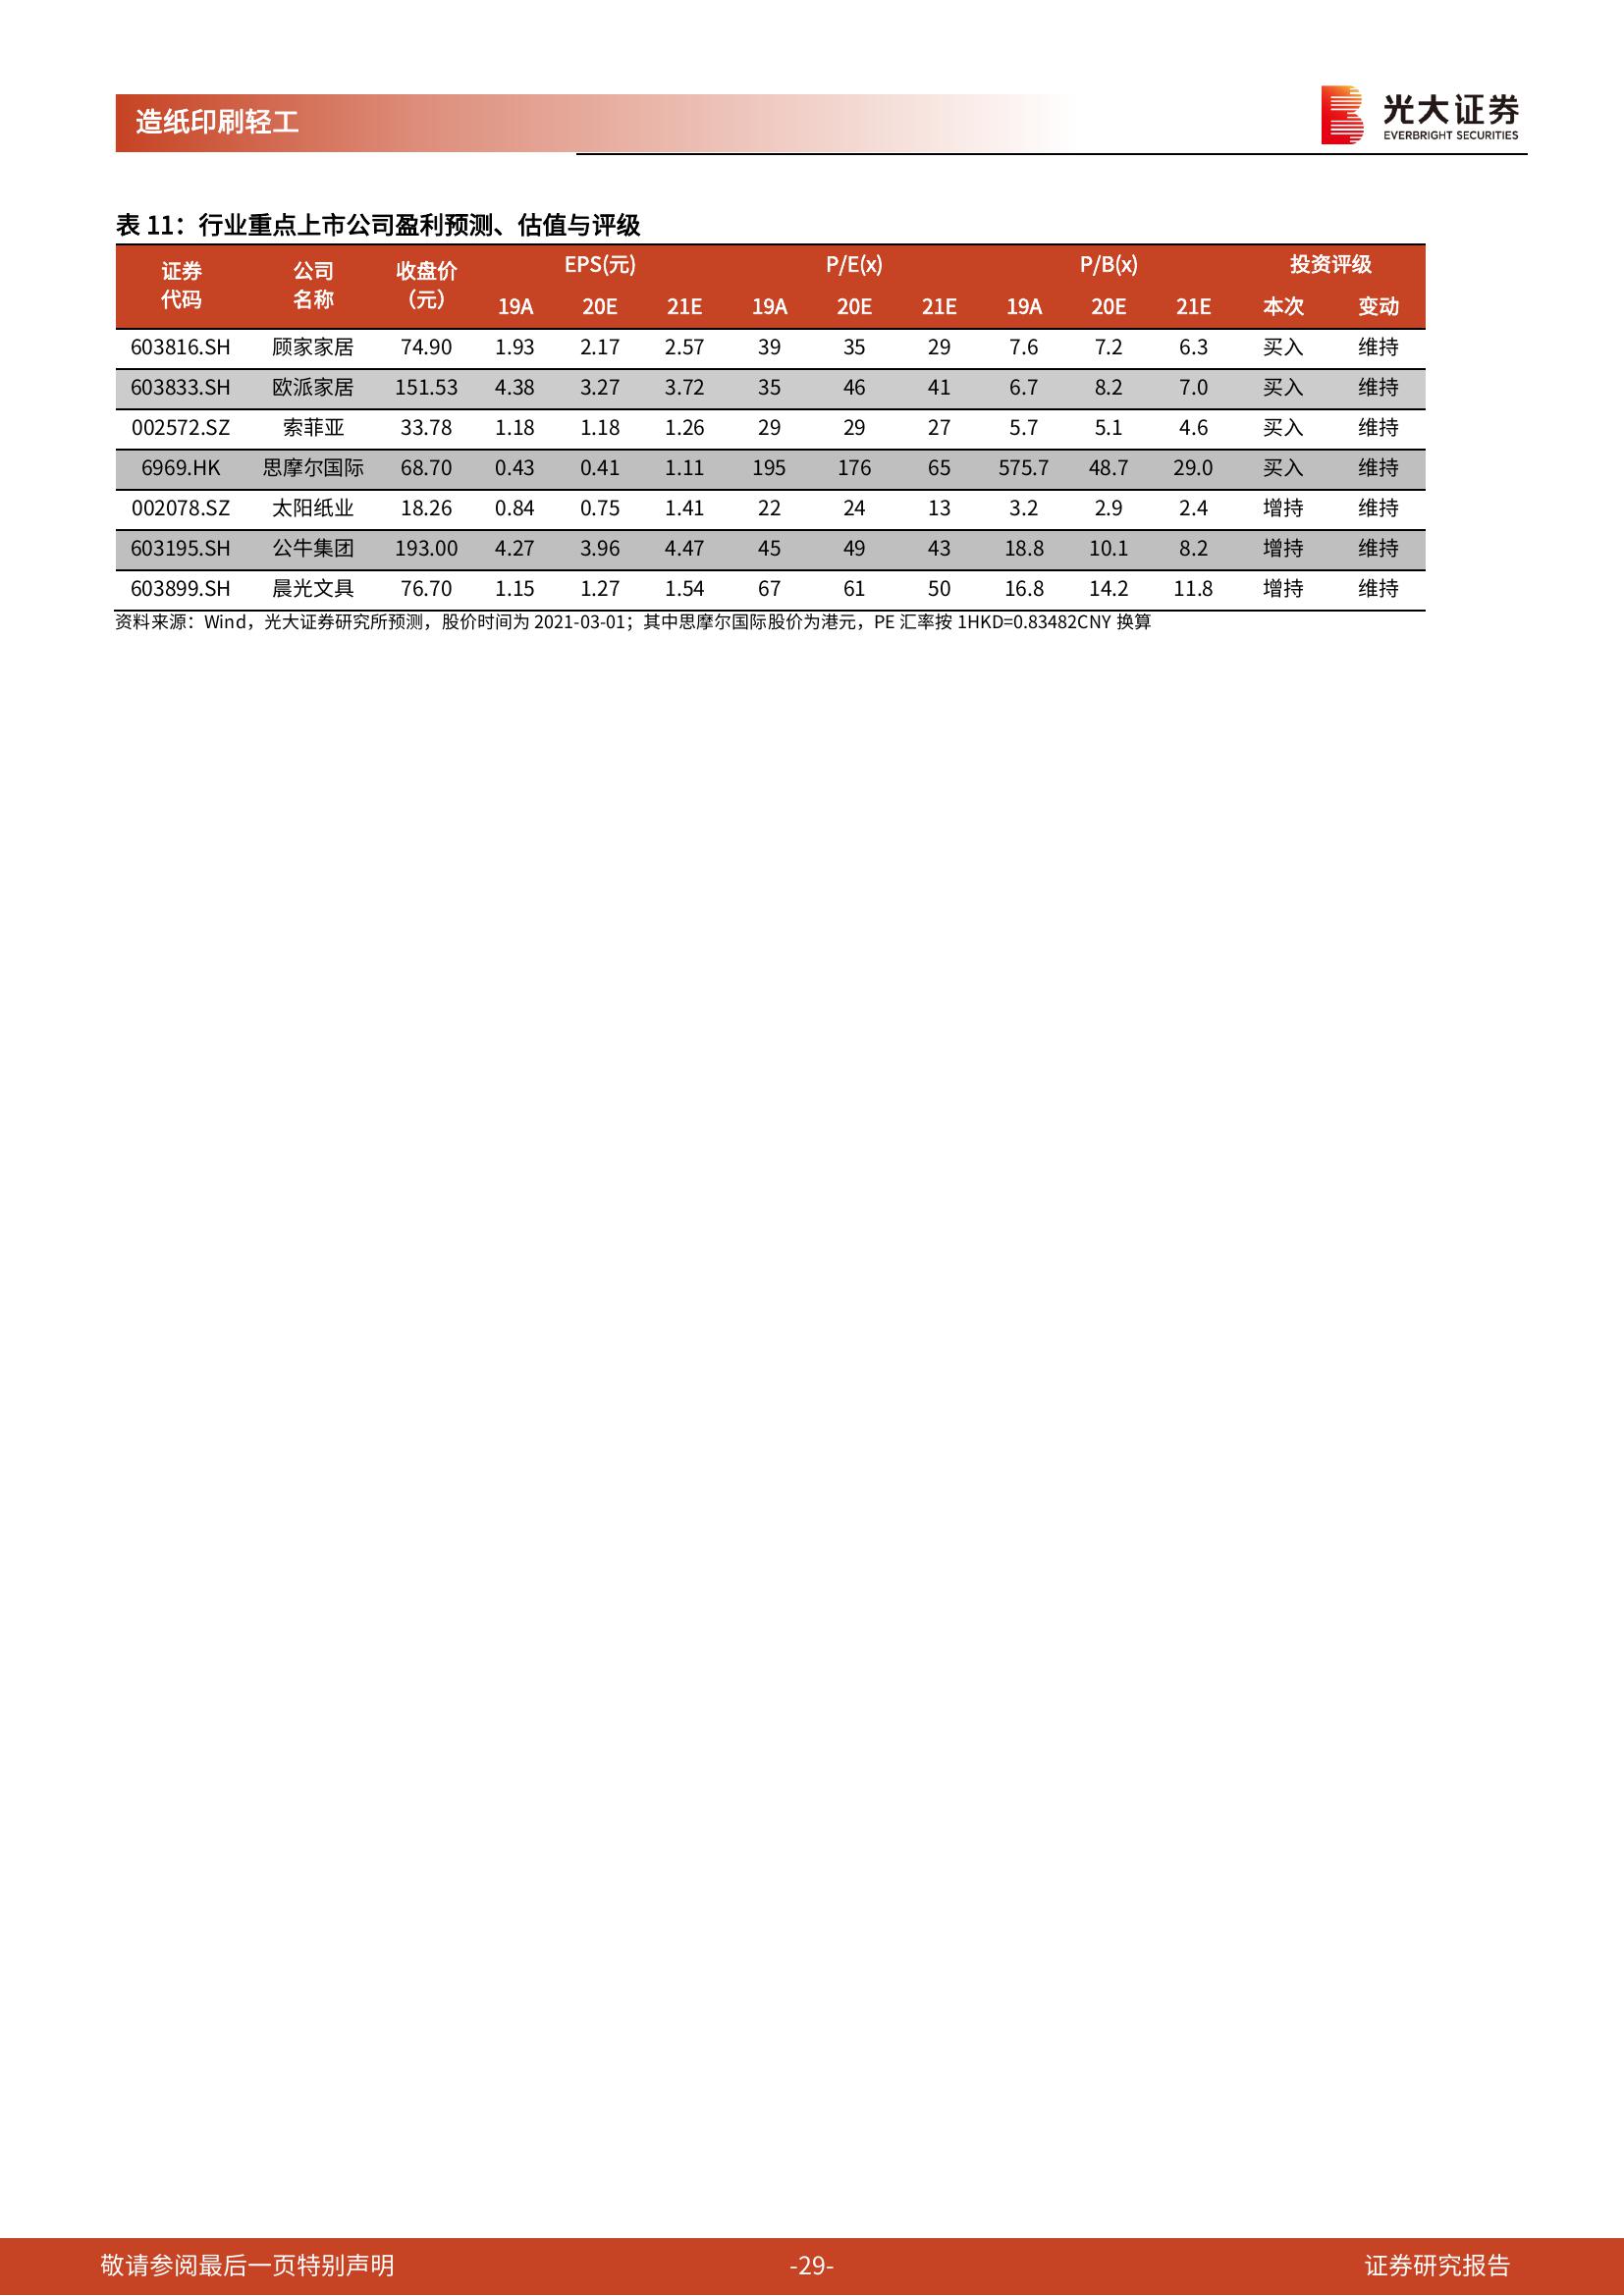 造纸印刷轻工
光大证券
EVERBRIGHT SECURITIES
表 11：行业重点上市公司盈利预测、估值与评级
证券代码 公司名称 收盘价（元） EPS(元) P/E(x) P/B(x) 投资评级
19A 20E 21E 19A 20E 21E 19A 20E 21E 本次 变动
603816.SH 顾家家居 74.90 1.93 2.17 2.57 39 35 29 7.6 7.2 6.3 买入 维持
603833.SH 欧派家居 151.53 4.38 3.27 3.72 35 46 41 6.7 8.2 7.0 买入 维持
002572.SZ 索菲亚 33.78 1.18 1.18 1.26 29 29 27 5.7 5.1 4.6 买入 维持
6969.HK 思摩尔国际 68.70 0.43 0.41 1.11 195 176 65 575.7 48.7 29.0 买入 维持
002078.SZ 太阳纸业 18.26 0.84 0.75 1.41 22 24 13 3.2 2.9 2.4 增持 维持
603195.SH 公牛集团 193.00 4.27 3.96 4.47 45 49 43 18.8 10.1 8.2 增持 维持
603899.SH 晨光文具 76.70 1.15 1.27 1.54 67 61 50 16.8 14.2 11.8 增持 维持
资料来源：Wind，光大证券研究所预测，股价时间为 2021-03-01；其中思摩尔国际股价为港元，PE 汇率按 1HKD=0.83482CNY 换算
敬请参阅最后一页特别声明 -29- 证券研究报告